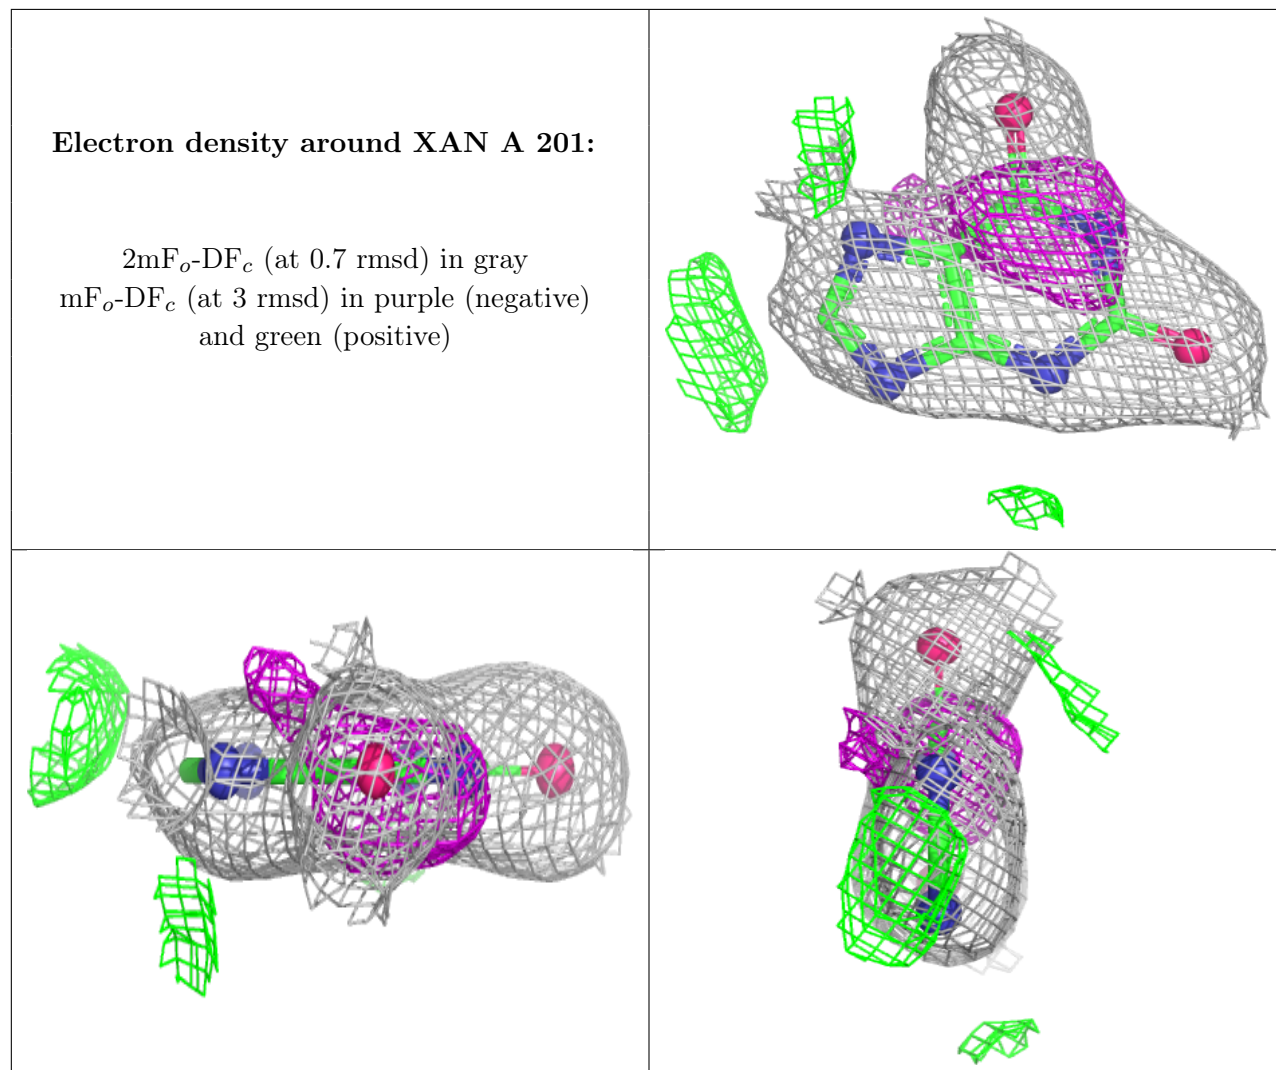 Electron density around XAN A 201:
2mFo-DFc (at 0.7 rmsd) in gray
mFo-DFc (at 3 rmsd) in purple (negative)
and green (positive)